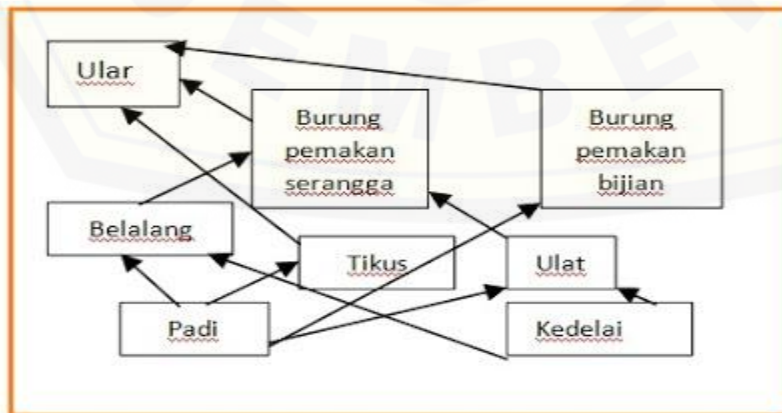 Ular
Burung
pemakan
serangga
Burung
pemakan
bijian
Belalang
Tikus
Ulat
Padi
Kedelai